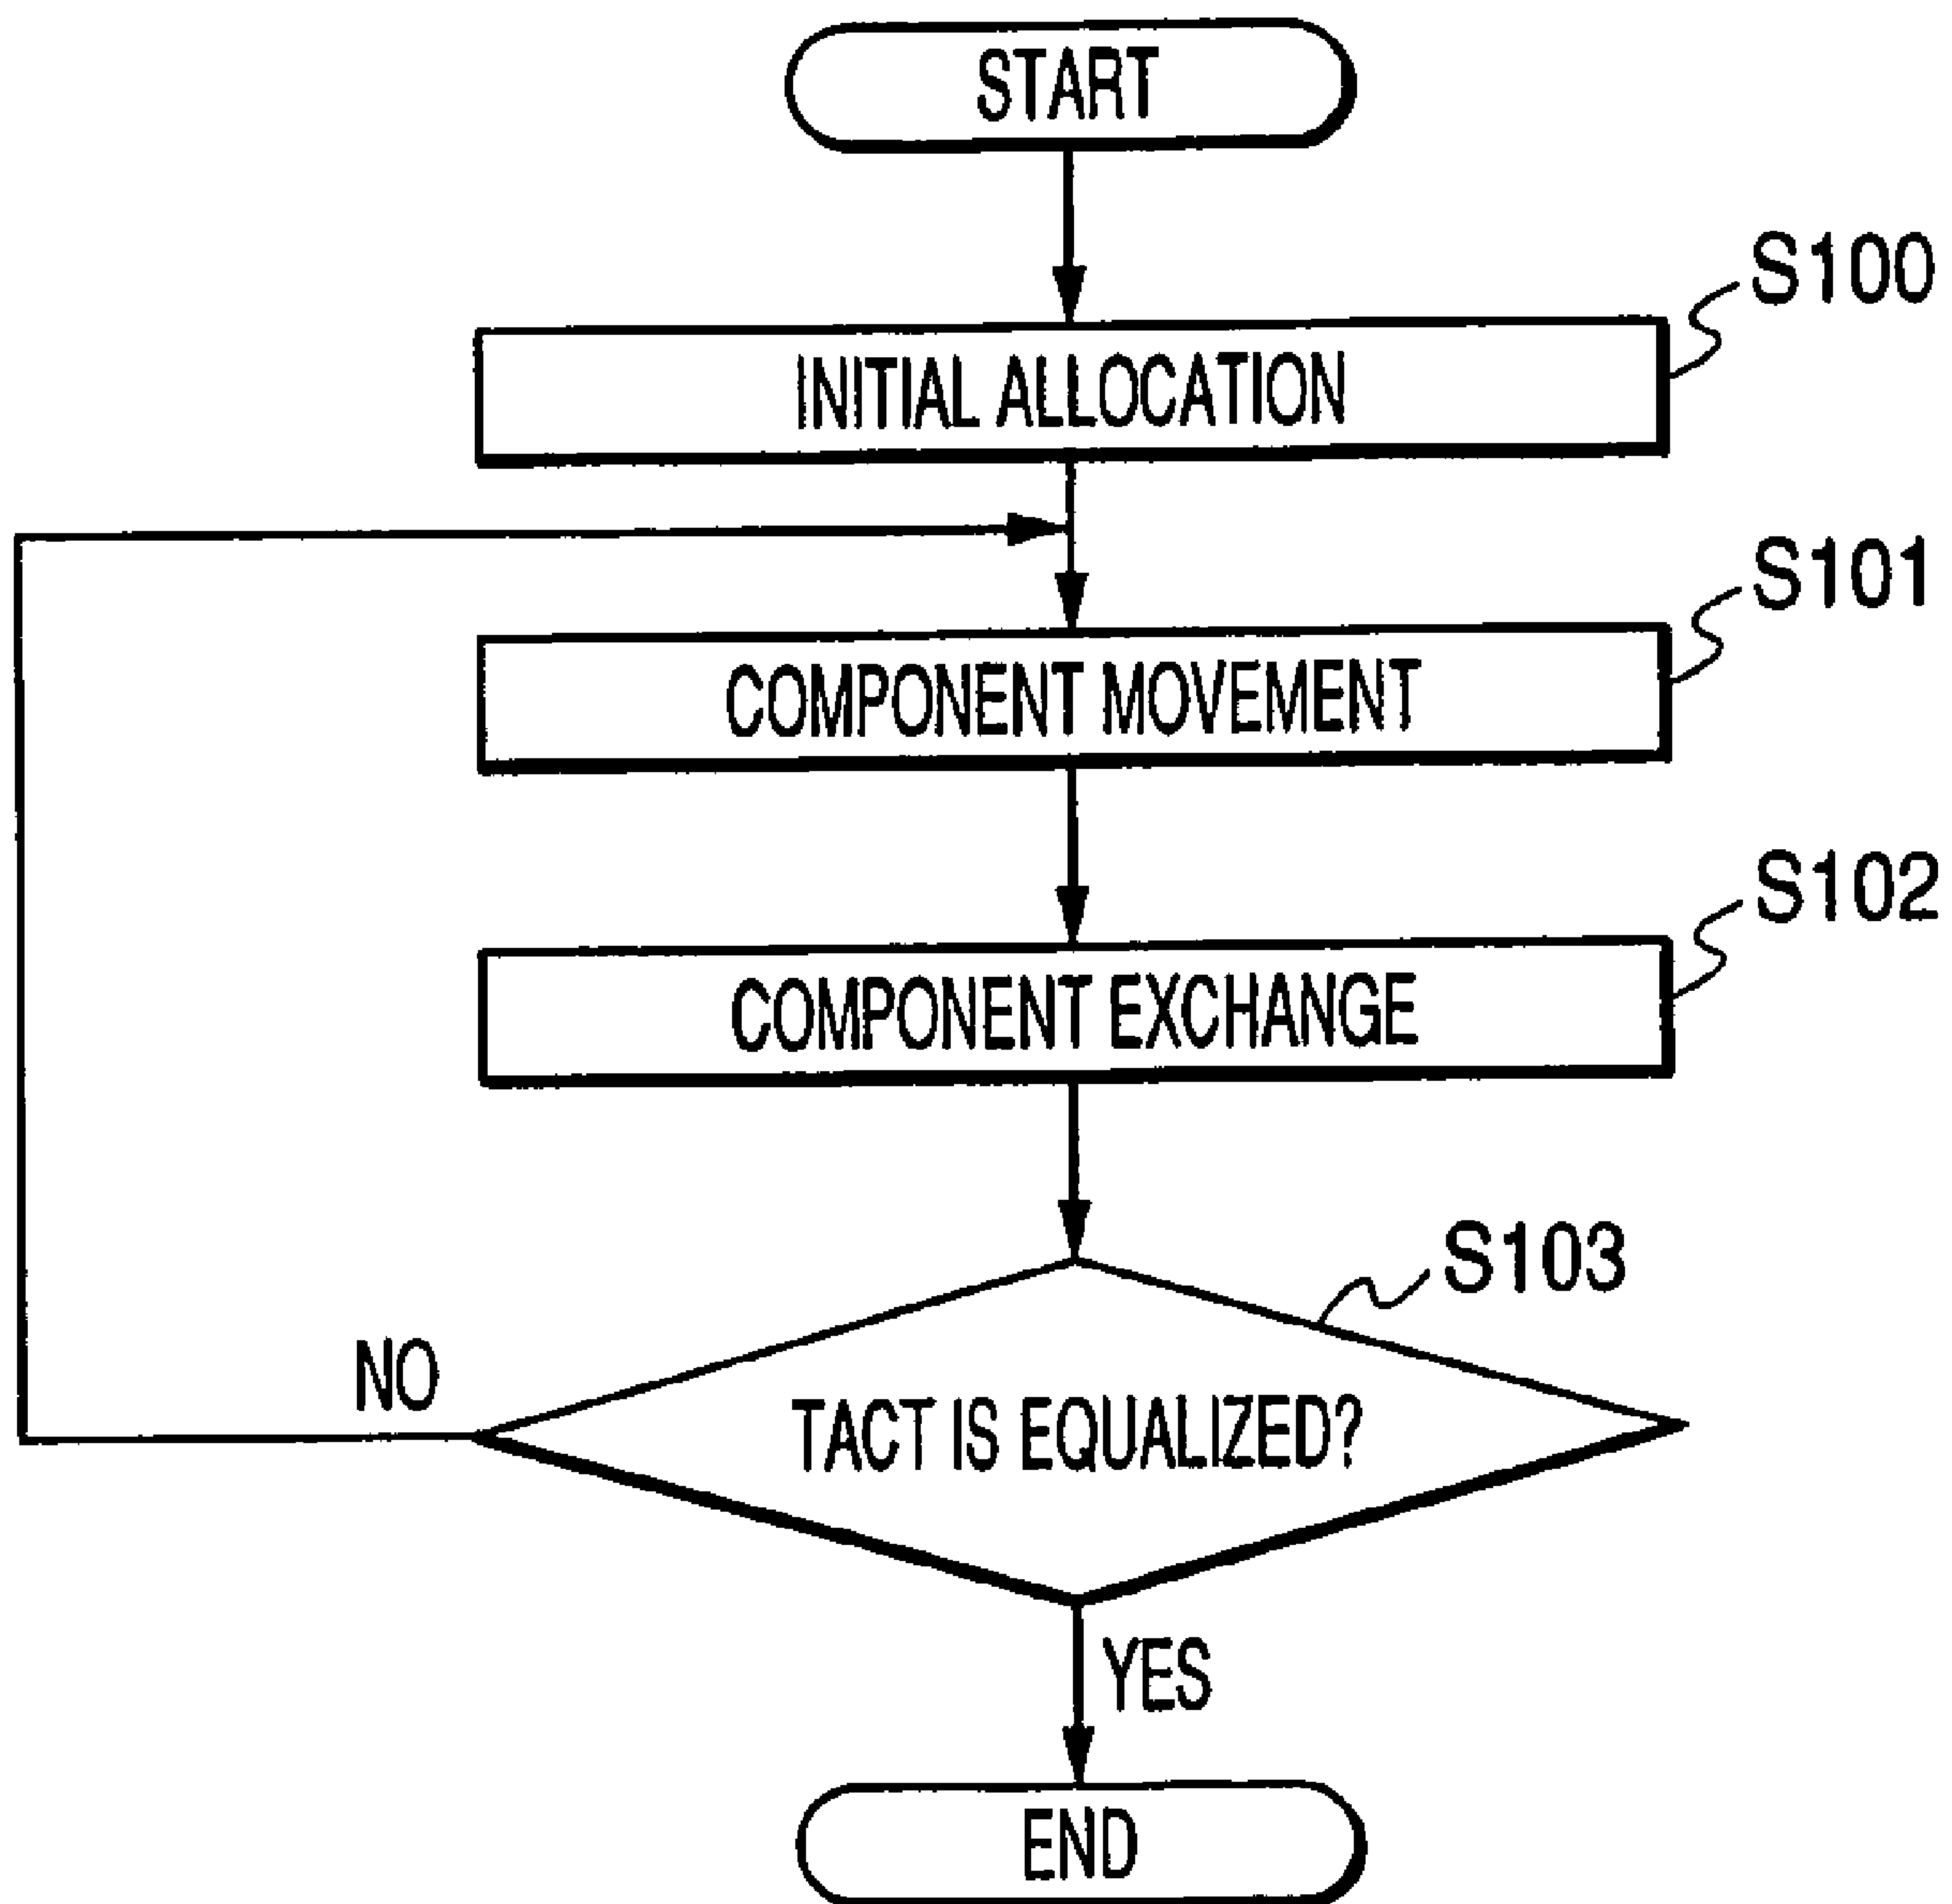 START
S100
INITIAL ALLOCATION
S101
COMPONENT MOVEMENT
S102
COMPONENT EXCHANGE
S103
NO
TACT IS EQUALIZED?
YES
END